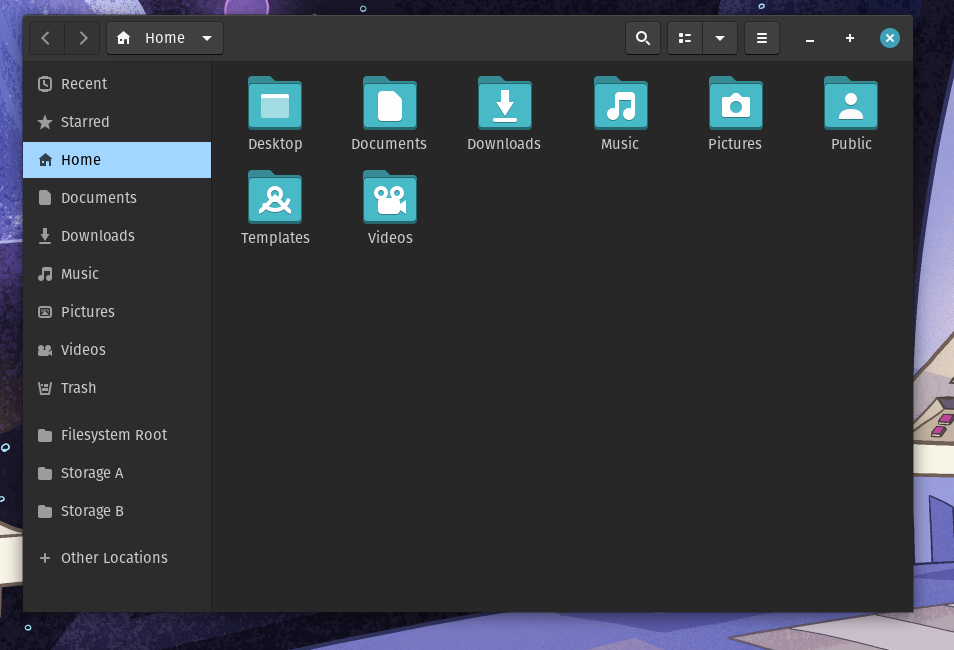 Home
Recent
Starred
Home
Documents
Downloads
Music
Pictures
Videos
Trash
Filesystem Root
Storage A
Storage B
Other Locations
Desktop
Documents
Downloads
Music
Pictures
Public
Templates
Videos